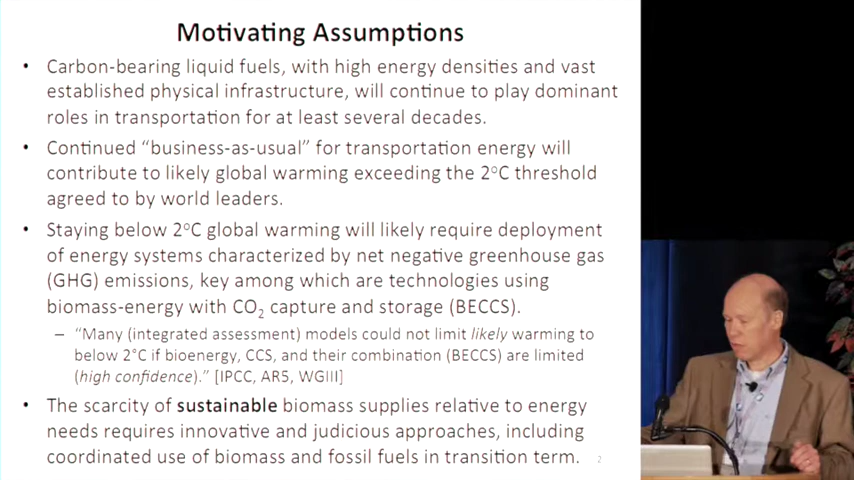 Motivating Assumptions
• Carbon-bearing liquid fuels, with high energy densities and vast
established physical infrastructure, will continue to play dominant
roles in transportation for at least several decades.
• Continued “business-as-usual” for transportation energy will
contribute to likely global warming exceeding the 2°C threshold
agreed to by world leaders.
• Staying below 2°C global warming will likely require deployment
of energy systems characterized by net negative greenhouse gas
(GHG) emissions, key among which are technologies using
biomass-energy with CO₂ capture and storage (BECCS).
– “Many (integrated assessment) models could not limit likely warming to
below 2°C if bioenergy, CCS, and their combination (BECCS) are limited
(high confidence).” [IPCC, AR5, WGIII]
• The scarcity of sustainable biomass supplies relative to energy
needs requires innovative and judicious approaches, including
coordinated use of biomass and fossil fuels in transition term.
2